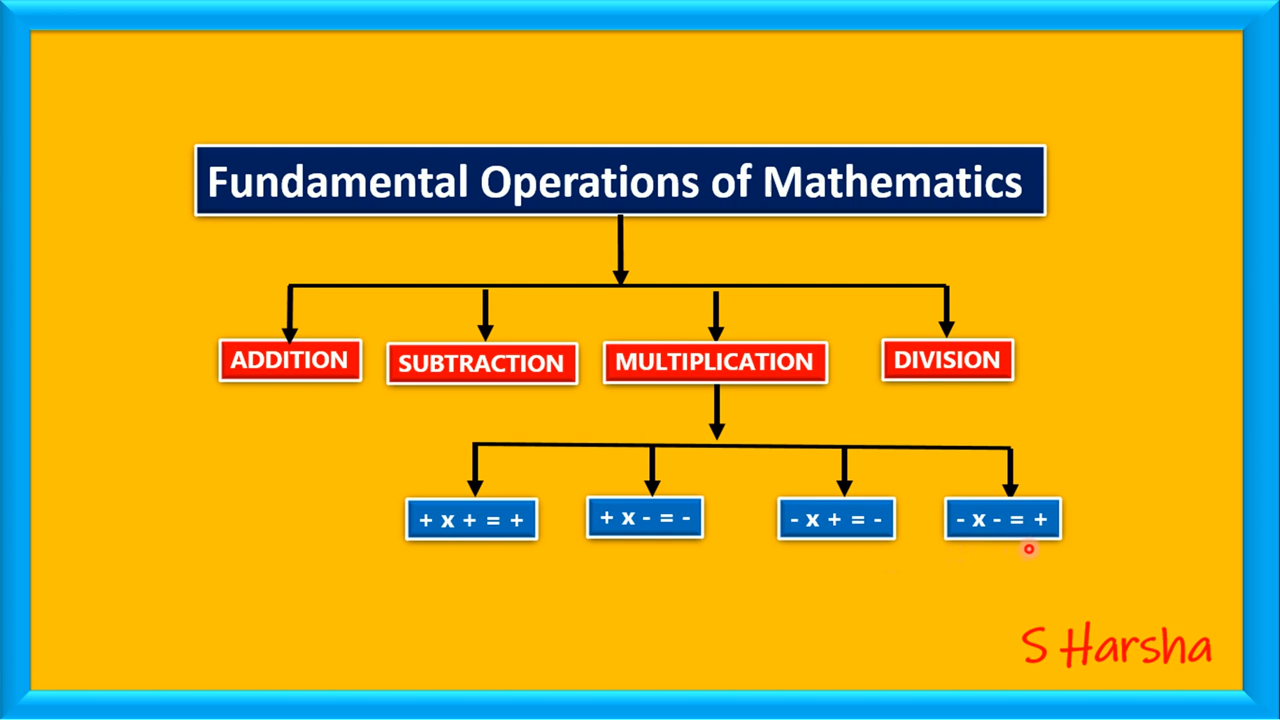 Fundamental Operations of Mathematics
ADDITION
SUBTRACTION
MULTIPLICATION
DIVISION
+ x + = +
+ x - = -
- x + = -
- x - = +
S Harsha